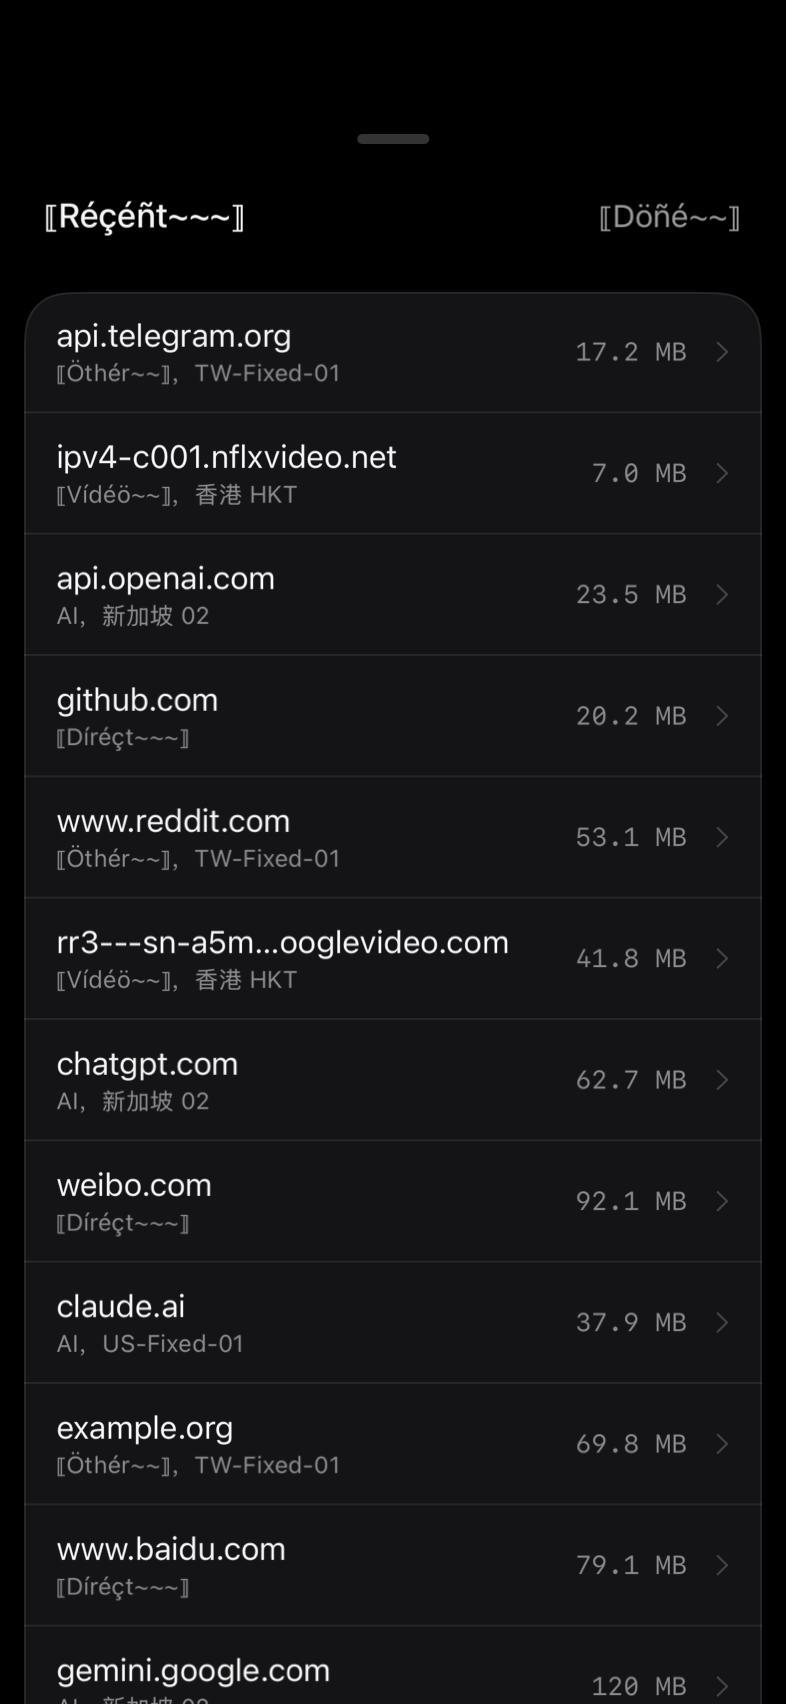 ⟦Réçéñt~~~⟧
⟦Döñé~~⟧
api.telegram.org
17.2 MB
⟦Öthér~~⟧, TW-Fixed-01
ipv4-c001.nflxvideo.net
7.0 MB
⟦Vídéö~~⟧, 香港 HKT
api.openai.com
23.5 MB
AI, 新加坡 02
github.com
20.2 MB
⟦Díréçt~~~⟧
www.reddit.com
53.1 MB
⟦Öthér~~⟧, TW-Fixed-01
rr3---sn-a5m...ooglevideo.com
41.8 MB
⟦Vídéö~~⟧, 香港 HKT
chatgpt.com
62.7 MB
AI, 新加坡 02
weibo.com
92.1 MB
⟦Díréçt~~~⟧
claude.ai
37.9 MB
AI, US-Fixed-01
example.org
69.8 MB
⟦Öthér~~⟧, TW-Fixed-01
www.baidu.com
79.1 MB
⟦Díréçt~~~⟧
gemini.google.com
120 MB